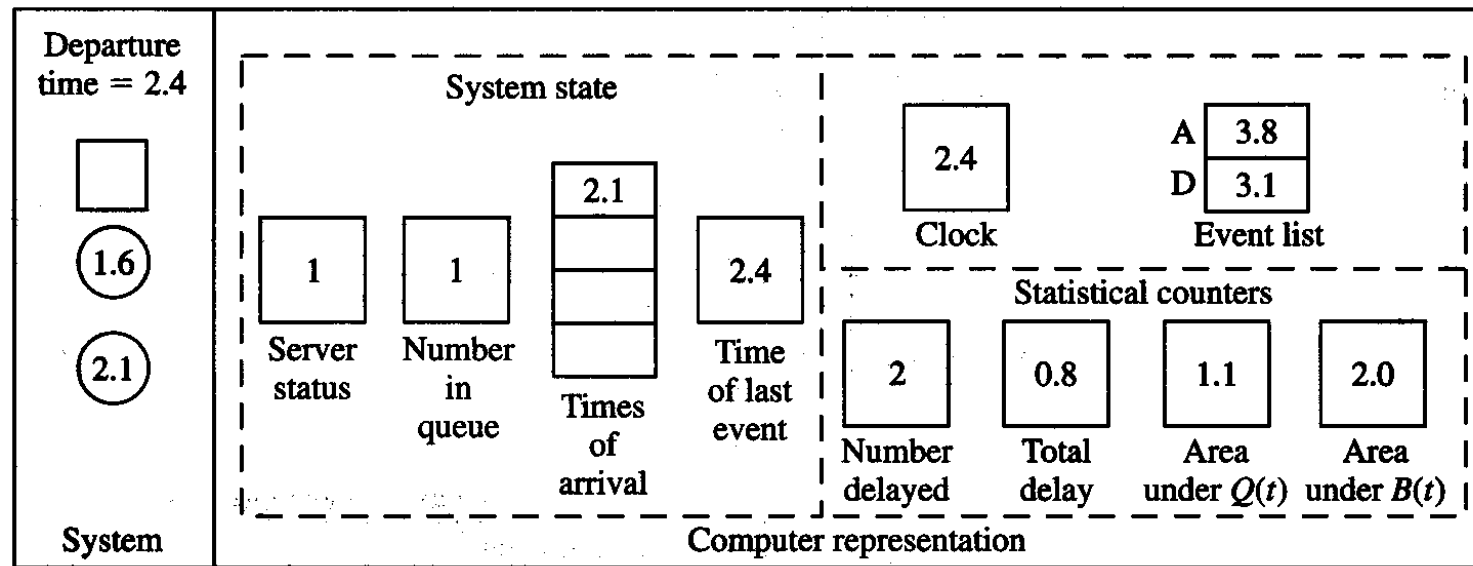 Departure
time = 2.4
1.6
2.1
System
System state
1
Server
status
1
Number
in
queue
2.1
Times
of
arrival
2.4
Time
of last
event
2.4
Clock
A 3.8
D 3.1
Event list
Statistical counters
2
Number
delayed
0.8
Total
delay
1.1
Area
under Q(t)
2.0
Area
under B(t)
Computer representation